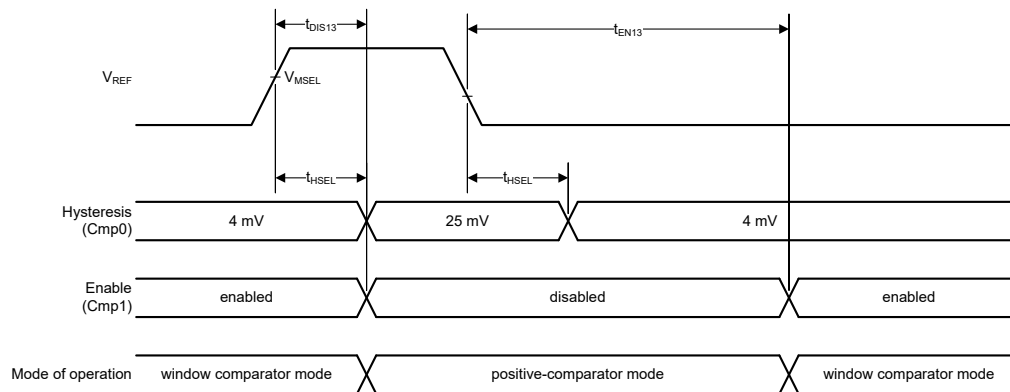 tDIS13
tEN13
VREF
VMSEL
tHSEL
tHSEL
Hysteresis
(Cmp0)
4 mV
25 mV
4 mV
Enable
(Cmp1)
enabled
disabled
enabled
Mode of operation
window comparator mode
positive-comparator mode
window comparator mode